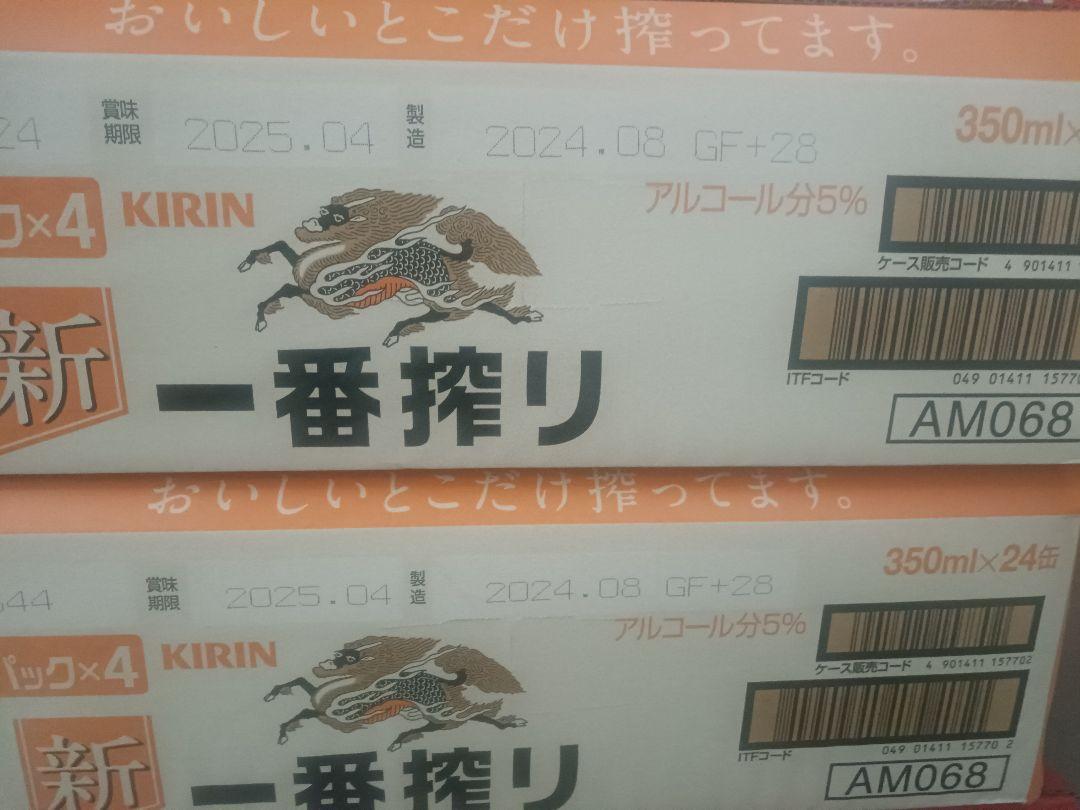 おいしいとこだけ搾ってます。
24 賞味期限 2025.04 製造 2024.08 GF+28 350ml×
ク×4 KIRIN アルコール分5%
ケース販売コード 4 901411
新
ITFコード 049 01411 1577
一番搾り AM068
おいしいとこだけ搾ってます。
350ml×24缶
644 賞味期限 2025.04 製造 2024.08 GF+28
パック×4 KIRIN アルコール分5%
ケース販売コード 4 901411 157702
ITFコード 049 01411 15770 2
新
一番搾り AM068